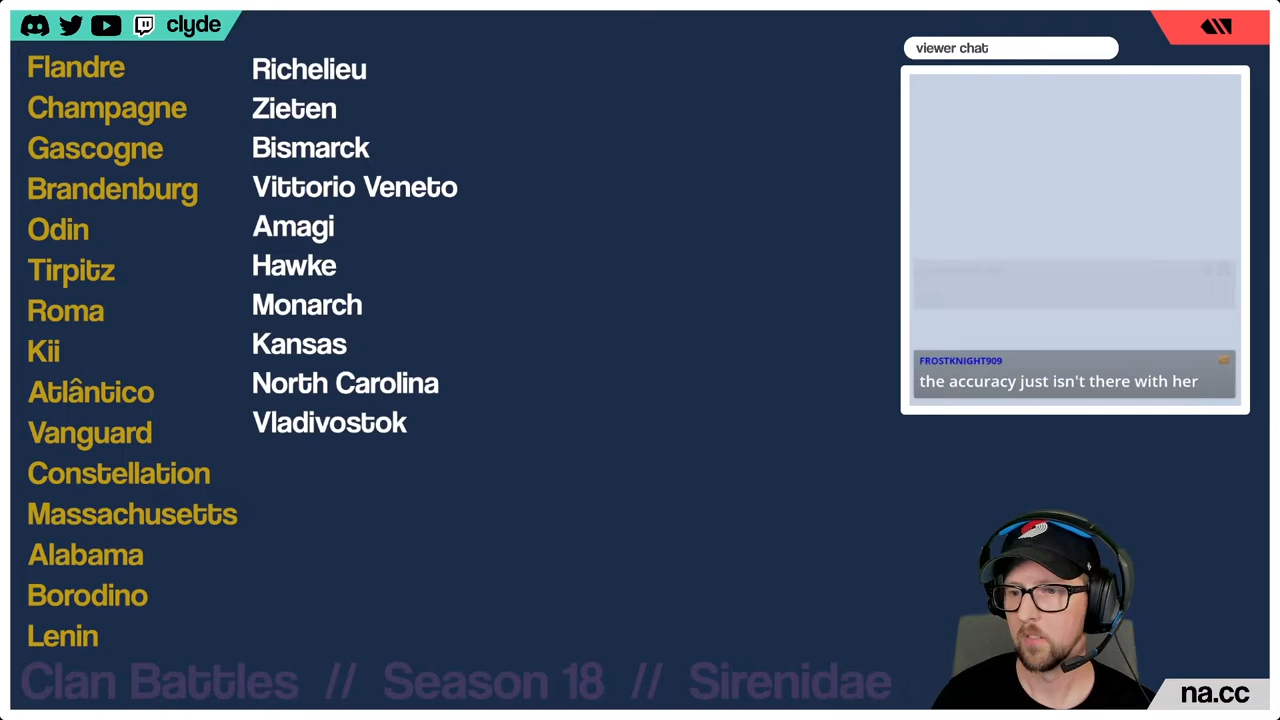 clyde
Flandre
Champagne
Gascogne
Brandenburg
Odin
Tirpitz
Roma
Kii
Atlântico
Vanguard
Constellation
Massachusetts
Alabama
Borodino
Lenin
Richelieu
Zieten
Bismarck
Vittorio Veneto
Amagi
Hawke
Monarch
Kansas
North Carolina
Vladivostok
viewer chat
FROSTKNIGHT909
the accuracy just isn't there with her
Clan Battles // Season 18 // Sirenidae
na.cc